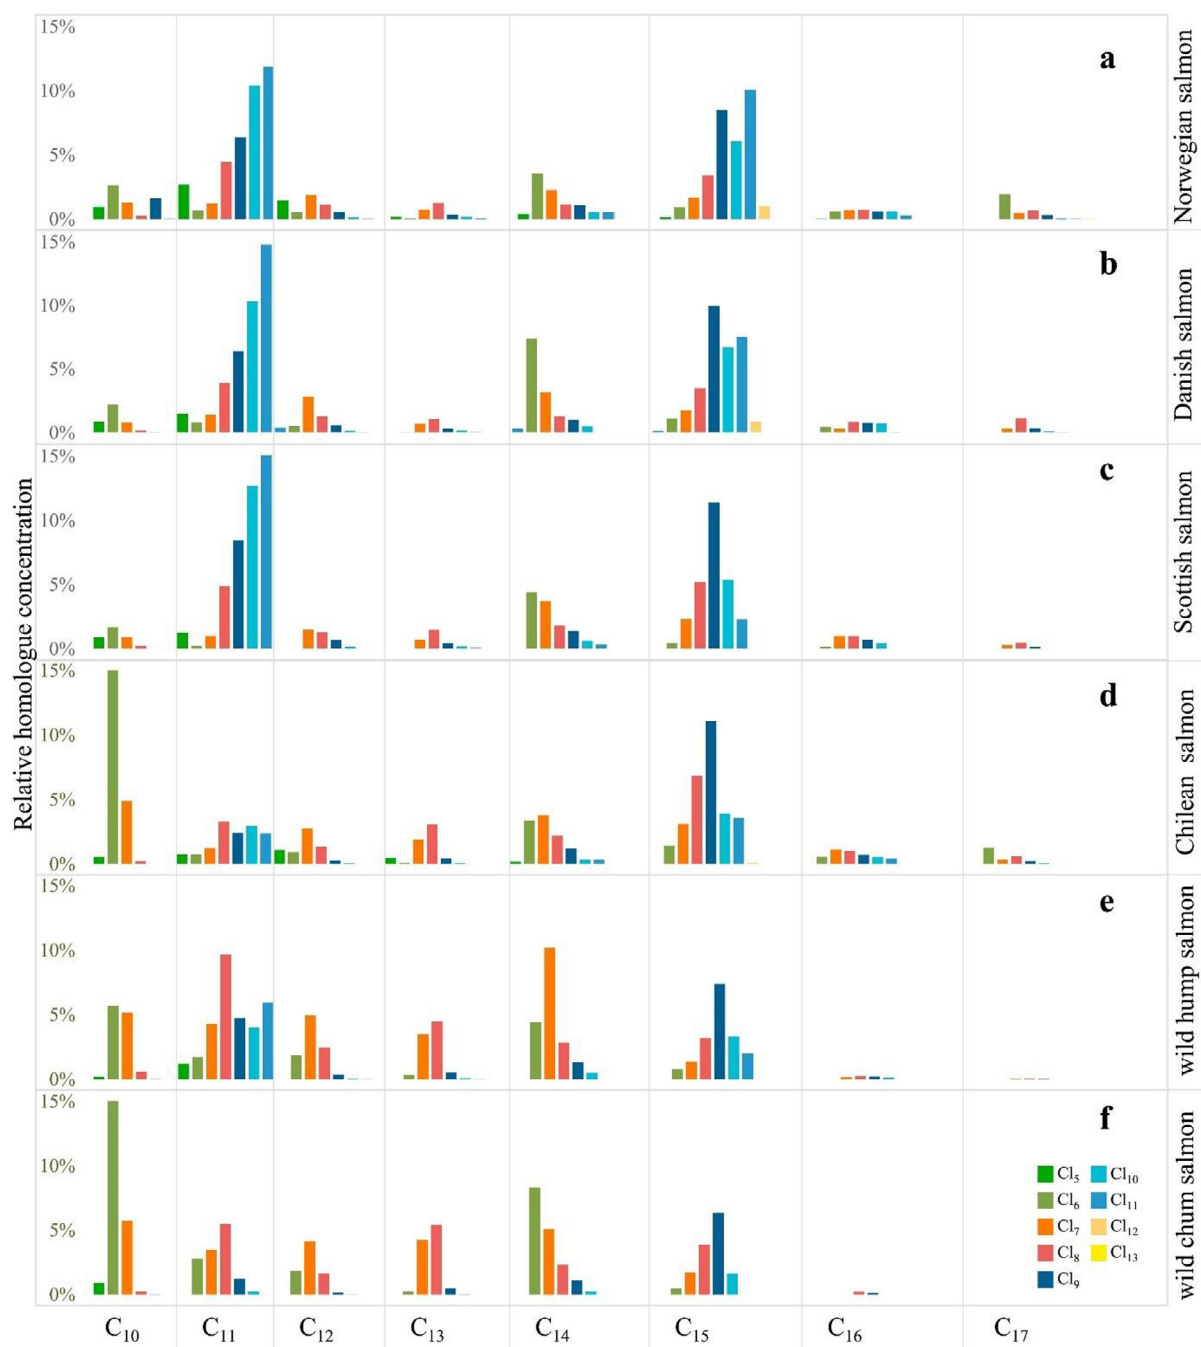 Relative homologue concentration
15%
10%
5%
0%
a
Norwegian salmon
15%
10%
5%
0%
b
Danish salmon
15%
10%
5%
0%
c
Scottish salmon
15%
10%
5%
0%
d
Chilean salmon
15%
10%
5%
0%
e
wild hump salmon
15%
10%
5%
0%
f
wild chum salmon
Cl₅ Cl₁₀
Cl₆ Cl₁₁
Cl₇ Cl₁₂
Cl₈ Cl₁₃
Cl₉
C₁₀ C₁₁ C₁₂ C₁₃ C₁₄ C₁₅ C₁₆ C₁₇